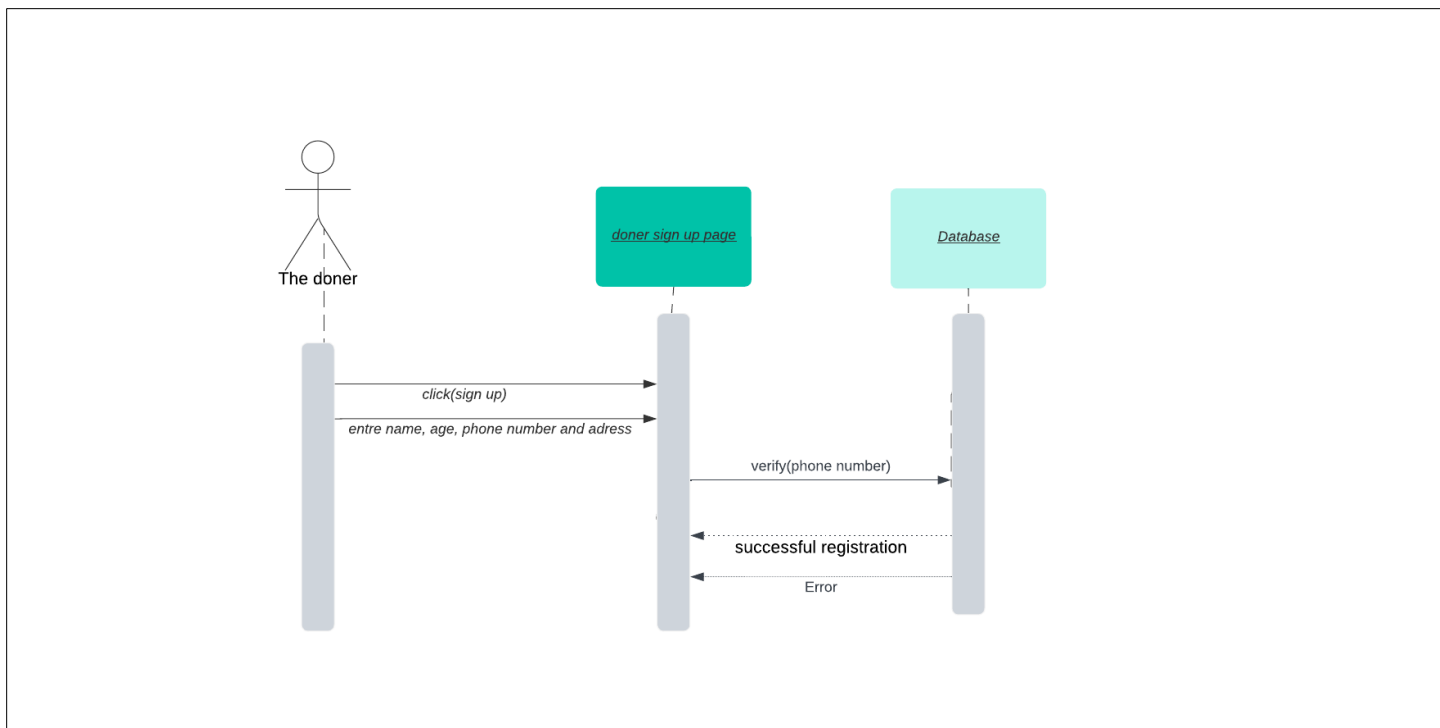 The doner
doner sign up page
Database
click(sign up)
entre name, age, phone number and adress
verify(phone number)
successful registration
Error